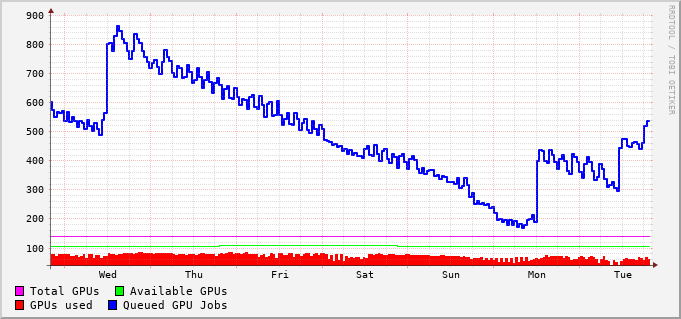 900
800
700
600
500
400
300
200
100
Wed Thu Fri Sat Sun Mon Tue
Total GPUs Available GPUs
GPUs used Queued GPU Jobs
RRDTOOL / TOBI OETIKER